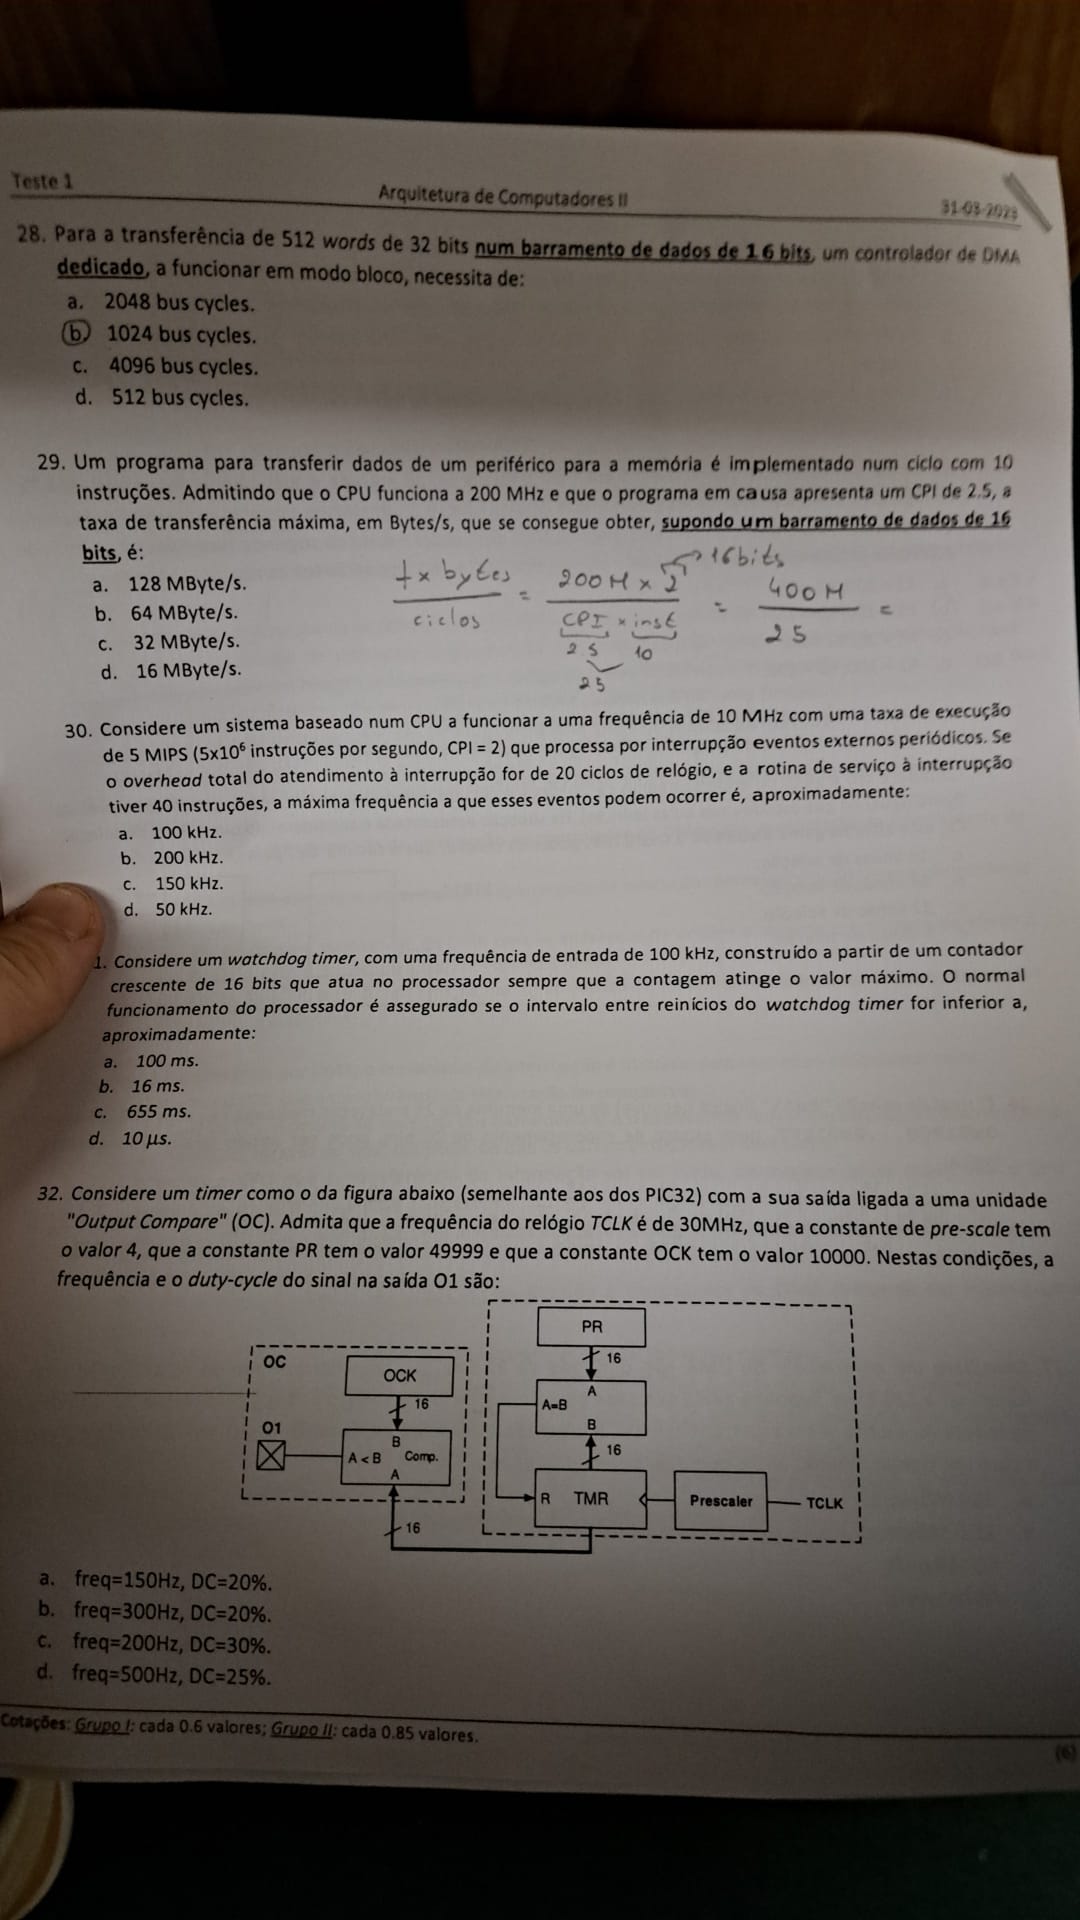 Teste 1
Arquitetura de Computadores II
31-03-2023
28. Para a transferência de 512 words de 32 bits num barramento de dados de 16 bits, um controlador de DMA
dedicado, a funcionar em modo bloco, necessita de:
a. 2048 bus cycles.
b. 1024 bus cycles.
c. 4096 bus cycles.
d. 512 bus cycles.
29. Um programa para transferir dados de um periférico para a memória é implementado num ciclo com 10
instruções. Admitindo que o CPU funciona a 200 MHz e que o programa em causa apresenta um CPI de 2.5, a
taxa de transferência máxima, em Bytes/s, que se consegue obter, supondo um barramento de dados de 16
bits, é:
a. 128 MByte/s.
b. 64 MByte/s.
c. 32 MByte/s.
d. 16 MByte/s.
f x bytes = 200M x 2 → 16 bits = 400M =
ciclos CPI x inst 25
2 5 10
25
30. Considere um sistema baseado num CPU a funcionar a uma frequência de 10 MHz com uma taxa de execução
de 5 MIPS (5x10⁶ instruções por segundo, CPI = 2) que processa por interrupção eventos externos periódicos. Se
o overhead total do atendimento à interrupção for de 20 ciclos de relógio, e a rotina de serviço à interrupção
tiver 40 instruções, a máxima frequência a que esses eventos podem ocorrer é, aproximadamente:
a. 100 kHz.
b. 200 kHz.
c. 150 kHz.
d. 50 kHz.
1. Considere um watchdog timer, com uma frequência de entrada de 100 kHz, construído a partir de um contador
crescente de 16 bits que atua no processador sempre que a contagem atinge o valor máximo. O normal
funcionamento do processador é assegurado se o intervalo entre reinícios do watchdog timer for inferior a,
aproximadamente:
a. 100 ms.
b. 16 ms.
c. 655 ms.
d. 10 µs.
32. Considere um timer como o da figura abaixo (semelhante aos dos PIC32) com a sua saída ligada a uma unidade
"Output Compare" (OC). Admita que a frequência do relógio TCLK é de 30MHz, que a constante de pre-scale tem
o valor 4, que a constante PR tem o valor 49999 e que a constante OCK tem o valor 10000. Nestas condições, a
frequência e o duty-cycle do sinal na saída O1 são:
PR
16
OC
OCK
16
A=B
A
B
16
O1
A < B
B
Comp.
A
R TMR
Prescaler
TCLK
16
a. freq=150Hz, DC=20%.
b. freq=300Hz, DC=20%.
c. freq=200Hz, DC=30%.
d. freq=500Hz, DC=25%.
Cotações: Grupo I: cada 0.6 valores; Grupo II: cada 0.85 valores.
(6)